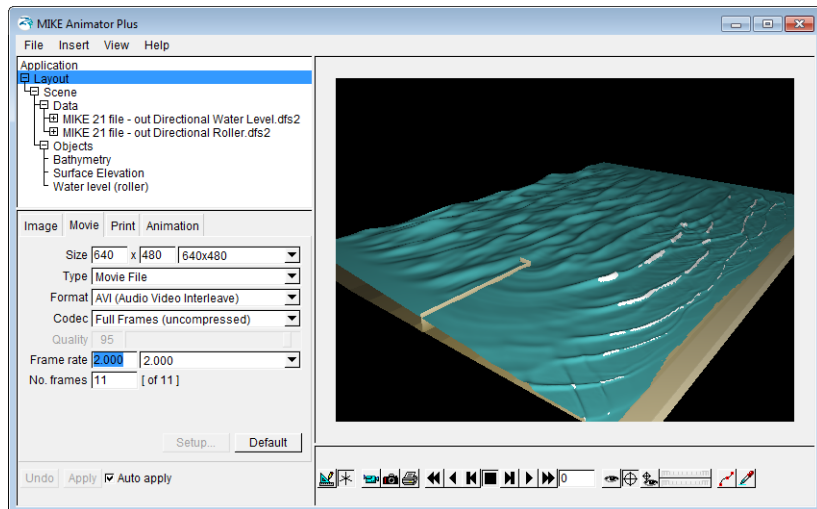 MIKE Animator Plus
File Insert View Help
Application
Layout
Scene
Data
MIKE 21 file - out Directional Water Level.dfs2
MIKE 21 file - out Directional Roller.dfs2
Objects
Bathymetry
Surface Elevation
Water level (roller)
Image Movie Print Animation
Size 640 x 480 640x480
Type Movie File
Format AVI (Audio Video Interleave)
Codec Full Frames (uncompressed)
Quality 95
Frame rate 2.000 2.000
No. frames 11 [ of 11 ]
Setup... Default
Undo Apply Auto apply
0